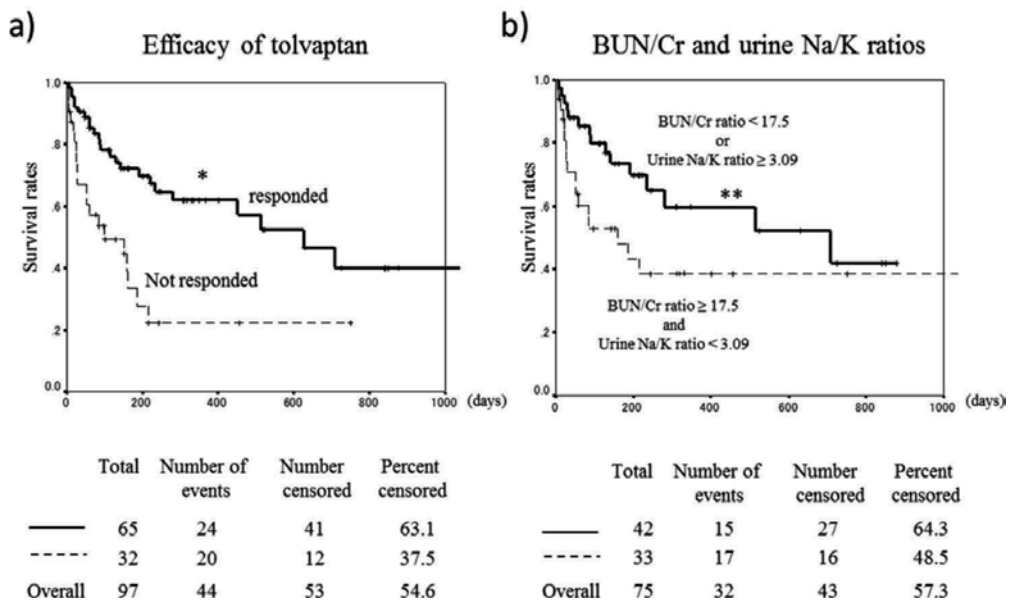 a)
Efficacy of tolvaptan
1.0
.8
.6
.4
.2
0.0
Survival rates
*
responded
Not responded
0
200
400
600
800
1000
(days)
Total
Number of
events
Number
censored
Percent
censored
65
24
41
63.1
32
20
12
37.5
Overall
97
44
53
54.6
b)
BUN/Cr and urine Na/K ratios
1.0
.8
.6
.4
.2
0.0
Survival rates
BUN/Cr ratio < 17.5
or
Urine Na/K ratio ≥ 3.09
**
BUN/Cr ratio ≥ 17.5
and
Urine Na/K ratio < 3.09
0
200
400
600
800
1000
(days)
Total
Number of
events
Number
censored
Percent
censored
42
15
27
64.3
33
17
16
48.5
Overall
75
32
43
57.3